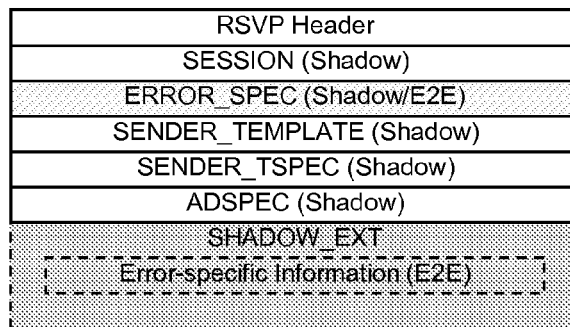 RSVP Header
SESSION (Shadow)
ERROR_SPEC (Shadow/E2E)
SENDER_TEMPLATE (Shadow)
SENDER_TSPEC (Shadow)
ADSPEC (Shadow)
SHADOW_EXT
Error-specific Information (E2E)